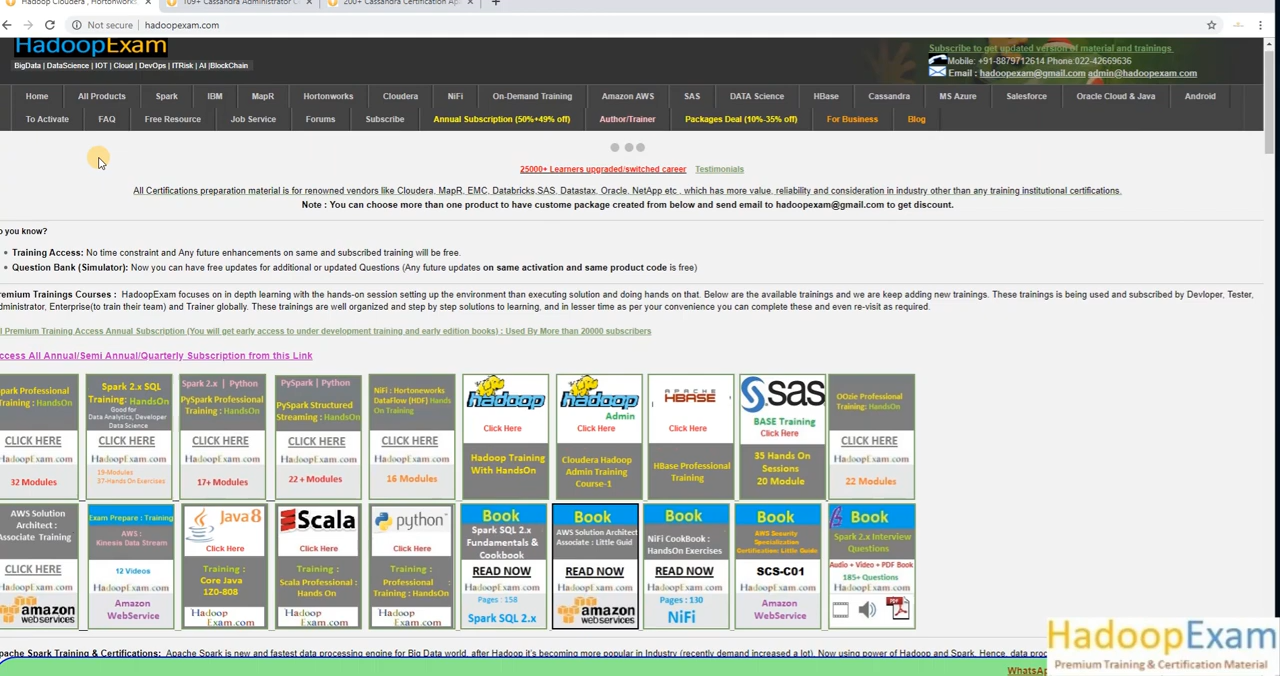 Hadoop Cloudera , Hortonworks
109+ Cassandra Administrator C
200+ Cassandra Certification Ap
Not secure | hadoopexam.com
HadoopExam
BigData | DataScience | IOT | Cloud | DevOps | ITRisk | AI |BlockChain
Subscribe to get updated version of material and trainings
Mobile: +91-8879712614 Phone:022-42669636
Email : hadoopexam@gmail.com admin@hadoopexam.com
Home All Products Spark IBM MapR Hortonworks Cloudera NiFi On-Demand Training Amazon AWS SAS DATA Science HBase Cassandra MS Azure Salesforce Oracle Cloud & Java Android
To Activate FAQ Free Resource Job Service Forums Subscribe Annual Subscription (50%+49% off) Author/Trainer Packages Deal (10%-35% off) For Business Blog
25000+ Learners upgraded/switched career Testimonials
All Certifications preparation material is for renowned vendors like Cloudera, MapR, EMC, Databricks,SAS, Datastax, Oracle, NetApp etc , which has more value, reliability and consideration in industry other than any training institutional certifications.
Note : You can choose more than one product to have custome package created from below and send email to hadoopexam@gmail.com to get discount.
o you know?
Training Access: No time constraint and Any future enhancements on same and subscribed training will be free.
Question Bank (Simulator): Now you can have free updates for additional or updated Questions (Any future updates on same activation and same product code is free)
remium Trainings Courses : HadoopExam focuses on in depth learning with the hands-on session setting up the environment than executing solution and doing hands on that. Below are the available trainings and we are keep adding new trainings. These trainings is being used and subscribed by Devloper, Tester,
dministrator, Enterprise(to train their team) and Trainer globally. These trainings are well organized and step by step solutions to learning, and in lesser time as per your convenience you can complete these and even re-visit as required.
l Premium Training Access Annual Subscription (You will get early access to under development training and early edition books) : Used By More than 20000 subscribers
ccess All Annual/Semi Annual/Quarterly Subscription from this Link
park Professional
Training : HandsOn
CLICK HERE
HadoopExam.com
32 Modules
Spark 2.x SQL
Training: HandsOn
Good for
Data Analytics, Developer
Data Science
CLICK HERE
HadoopExam.com
19-Modules
37-Hand On Exercises
Spark 2.x | Python
PySpark Professional
Training : HandsOn
CLICK HERE
HadoopExam.com
17+ Modules
PySpark | Python
PySpark Structured
Streaming : HandsOn
CLICK HERE
HadoopExam.com
22 + Modules
NiFi : Hortoneworks
DataFlow [HDF] Hands
On Training
CLICK HERE
HadoopExam.com
16 Modules
hadoop
Click Here
Hadoop Training
With HandsOn
hadoop
Admin
Click Here
Cloudera Hadoop
Admin Training
Course-1
APACHE
HBASE
Click Here
HBase Professional
Training
sas
BASE Training
Click Here
35 Hands On
Sessions
20 Module
OOzie Professional
Training: HandsOn
CLICK HERE
HadoopExam.com
22 Modules
AWS Solution
Architect :
Associate Training
CLICK HERE
HadoopExam.com
amazon
webservices
Exam Prepare : Training
AWS :
Kinesis Data Stream
12 Videos
HadoopExam.com
Amazon
WebService
Java8
Click Here
Training :
Core Java
1Z0-808
Hadoop
Exam.com
Scala
Click Here
Training :
Scala Professional :
Hands On
Hadoop
Exam.com
python
Click Here
Training :
Professional
Training : HandsOn
Hadoop
Exam.com
Book
Spark SQL 2.x
Fundamentals &
Cookbook
READ NOW
HadoopExam.com
Pages : 158
Spark SQL 2.x
Book
AWS Solution Architect
Associate : Little Guid
READ NOW
HadoopExam.com
amazon
webservices
Book
NiFi CookBook :
HandsOn Exercises
READ NOW
HadoopExam.com
Pages : 130
NiFi
Book
AWS Security
Specialization
Certification: Little Guide
SCS-C01
HadoopExam.com
Amazon
WebService
Book
Spark 2.x Interview
Questions
Audio + Video + PDF Book
185+ Questions
HadoopExam.com
PDF
pache Spark Training & Certifications: Apache Spark is new and fastest data processing engine for Big Data world, after Hadoop it's becoming more popular in Industry (recently demand increased a lot). Now using power of Hadoop and Spark. Hence, data proc
WhatsAp
HadoopExam
Premium Training & Certification Material